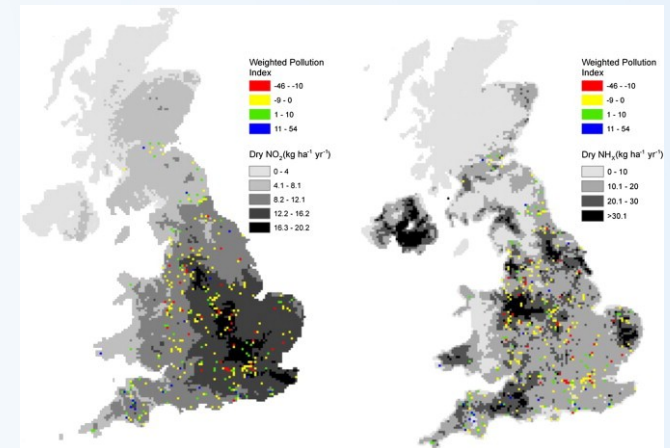 Weighted Pollution
Index
-46 - -10
-9 - 0
1 - 10
11 - 54
Dry NO₂(kg ha⁻¹ yr⁻¹)
0 - 4
4.1 - 8.1
8.2 - 12.1
12.2 - 16.2
16.3 - 20.2
Weighted Pollution
Index
-46 - -10
-9 - 0
1 - 10
11 - 54
Dry NHₓ(kg ha⁻¹ yr⁻¹)
0 - 10
10.1 - 20
20.1 - 30
>30.1